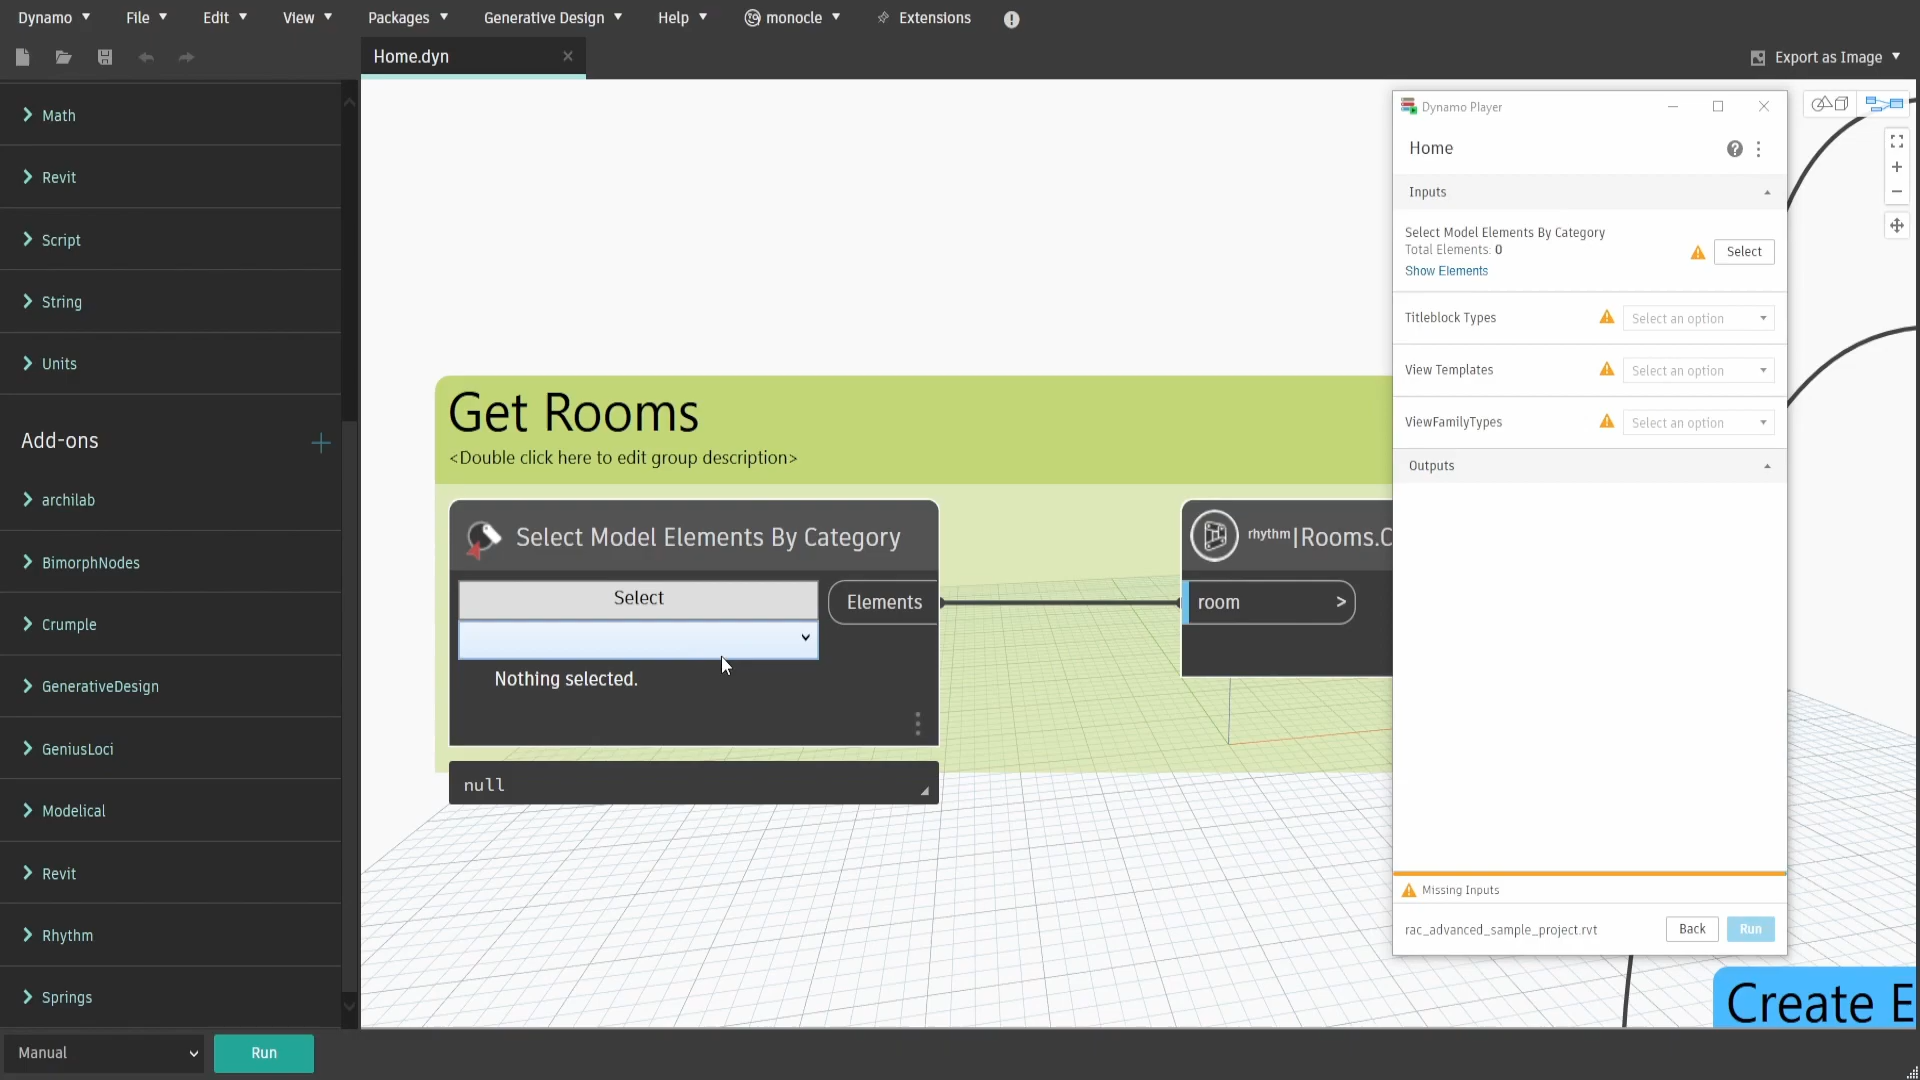 Dynamo File Edit View Packages Generative Design Help monocle Extensions
Home.dyn
Export as Image
Math
Revit
Script
String
Units
Add-ons
archilab
BimorphNodes
Crumple
GenerativeDesign
GeniusLoci
Modelical
Revit
Rhythm
Springs
Manual
Run
Get Rooms
<Double click here to edit group description>
Select Model Elements By Category
Select
Elements
Nothing selected.
null
rhythm|Rooms.C
room >
Dynamo Player
Home
Inputs
Select Model Elements By Category
Total Elements: 0
Select
Show Elements
Titleblock Types Select an option
View Templates Select an option
ViewFamilyTypes Select an option
Outputs
Missing Inputs
rac_advanced_sample_project.rvt Back Run
Create E